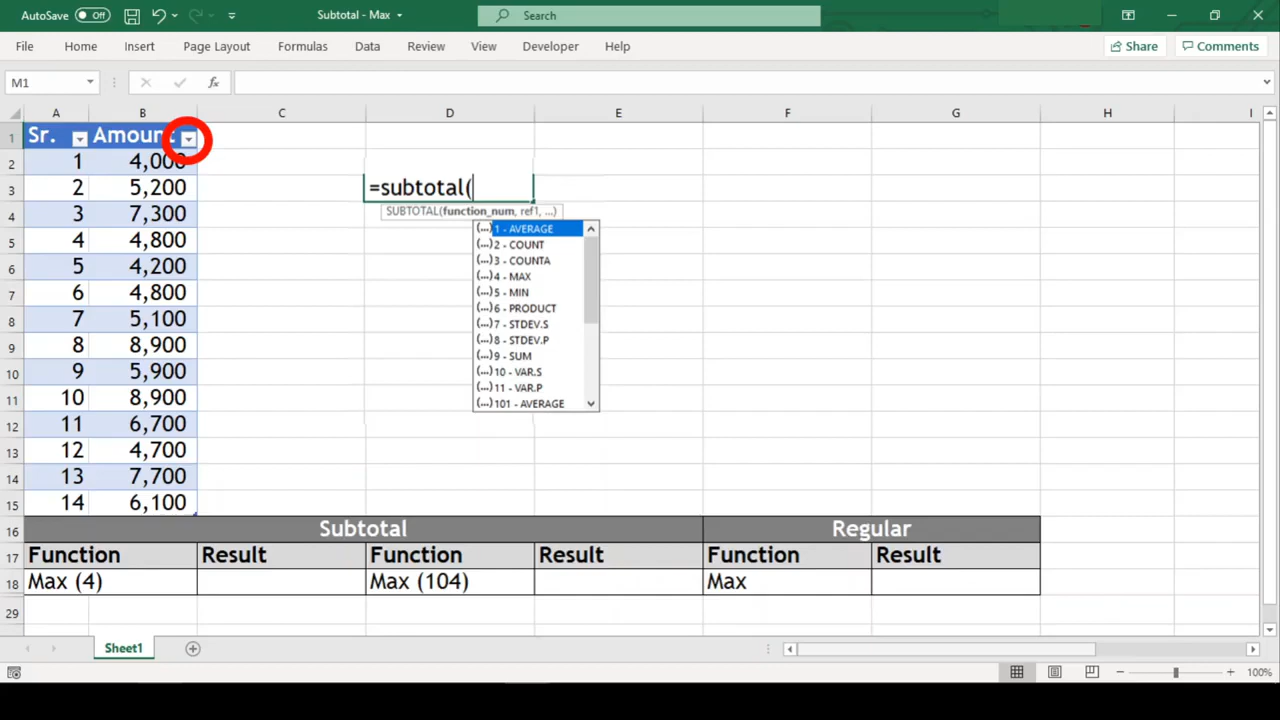 AutoSave Off Subtotal - Max Search
File Home Insert Page Layout Formulas Data Review View Developer Help Share Comments
M1 fx
A B C D E F G H I
1 Sr. Amount
2 1 4,000
3 2 5,200 =subtotal(
4 3 7,300 SUBTOTAL(function_num, ref1, ...)
(...) 1 - AVERAGE
5 4 4,800 (...) 2 - COUNT
(...) 3 - COUNTA
6 5 4,200 (...) 4 - MAX
7 6 4,800 (...) 5 - MIN
(...) 6 - PRODUCT
8 7 5,100 (...) 7 - STDEV.S
(...) 8 - STDEV.P
9 8 8,900 (...) 9 - SUM
10 9 5,900 (...) 10 - VAR.S
(...) 11 - VAR.P
11 10 8,900 (...) 101 - AVERAGE
12 11 6,700
13 12 4,700
14 13 7,700
15 14 6,100
16 Subtotal Regular
17 Function Result Function Result Function Result
18 Max (4) Max (104) Max
29
Sheet1
100%